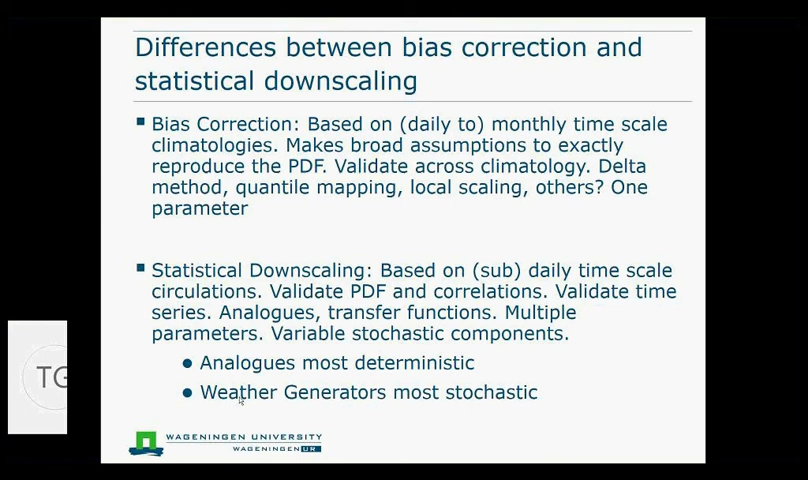 Differences between bias correction and
statistical downscaling
Bias Correction: Based on (daily to) monthly time scale
climatologies. Makes broad assumptions to exactly
reproduce the PDF. Validate across climatology. Delta
method, quantile mapping, local scaling, others? One
parameter
Statistical Downscaling: Based on (sub) daily time scale
circulations. Validate PDF and correlations. Validate time
series. Analogues, transfer functions. Multiple
parameters. Variable stochastic components.
Analogues most deterministic
Weather Generators most stochastic
TG
WAGENINGEN UNIVERSITY
WAGENINGEN UR